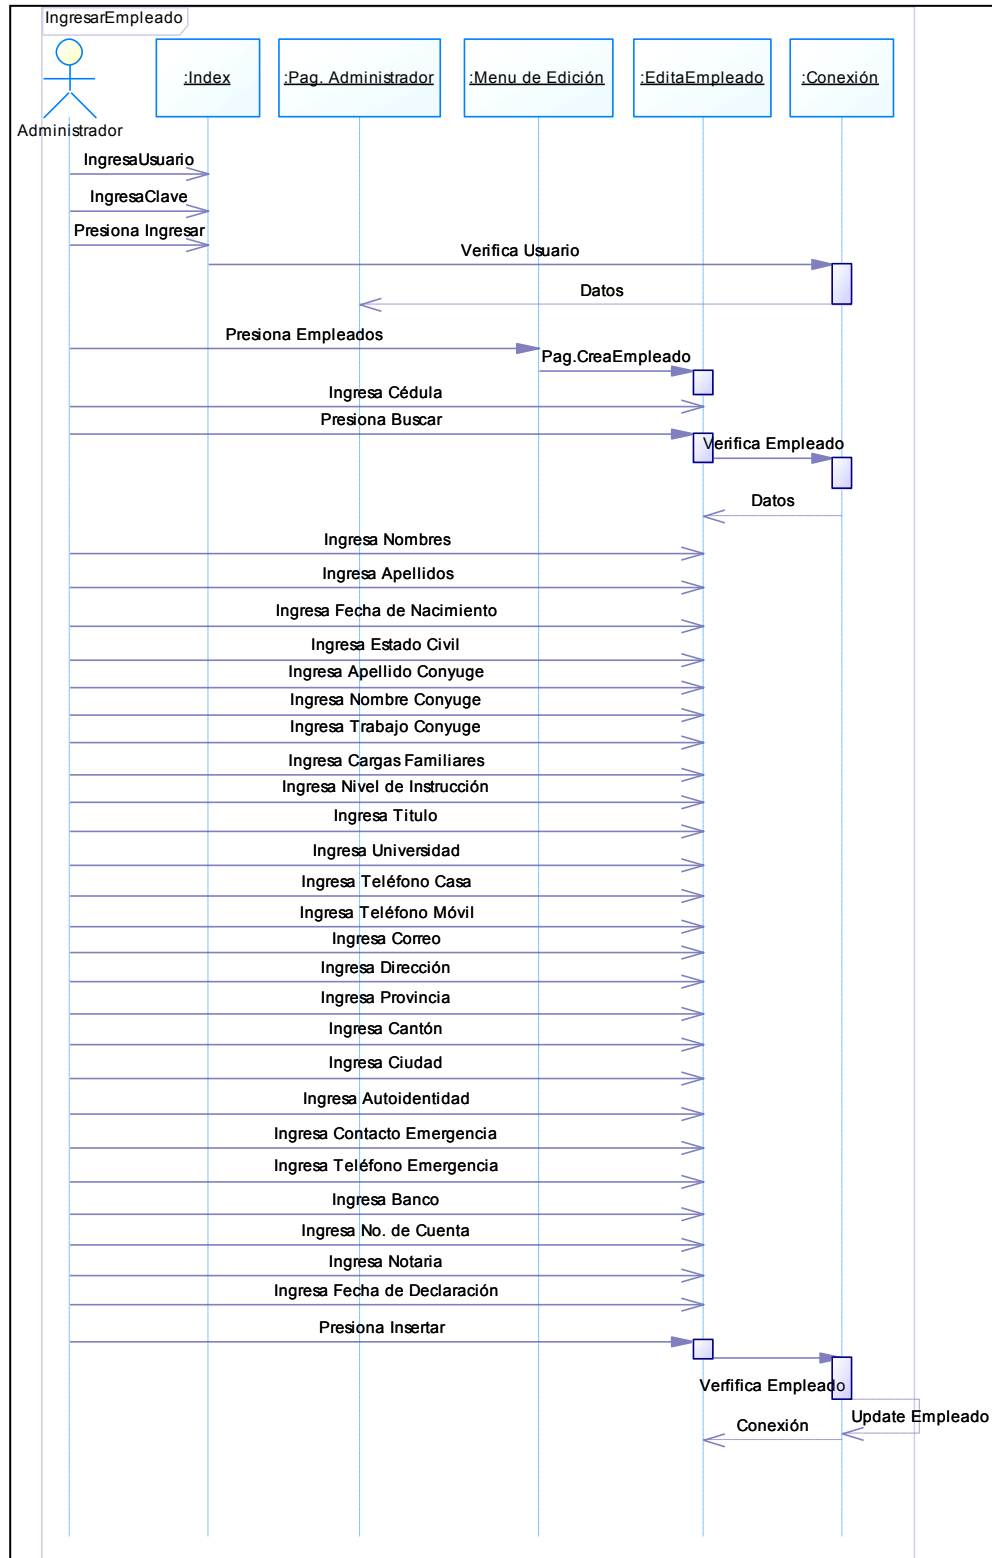 IngresarEmpleado
:Index
:Pag. Administrador
:Menu de Edición
:EditaEmpleado
:Conexión
Administrador
IngresaUsuario
IngresaClave
Presiona Ingresar
Verifica Usuario
Datos
Presiona Empleados
Pag.CreaEmpleado
Ingresa Cédula
Presiona Buscar
Verifica Empleado
Datos
Ingresa Nombres
Ingresa Apellidos
Ingresa Fecha de Nacimiento
Ingresa Estado Civil
Ingresa Apellido Conyuge
Ingresa Nombre Conyuge
Ingresa Trabajo Conyuge
Ingresa Cargas Familiares
Ingresa Nivel de Instrucción
Ingresa Titulo
Ingresa Universidad
Ingresa Teléfono Casa
Ingresa Teléfono Móvil
Ingresa Correo
Ingresa Dirección
Ingresa Provincia
Ingresa Cantón
Ingresa Ciudad
Ingresa Autoidentidad
Ingresa Contacto Emergencia
Ingresa Teléfono Emergencia
Ingresa Banco
Ingresa No. de Cuenta
Ingresa Notaria
Ingresa Fecha de Declaración
Presiona Insertar
Verfifica Empleado
Update Empleado
Conexión